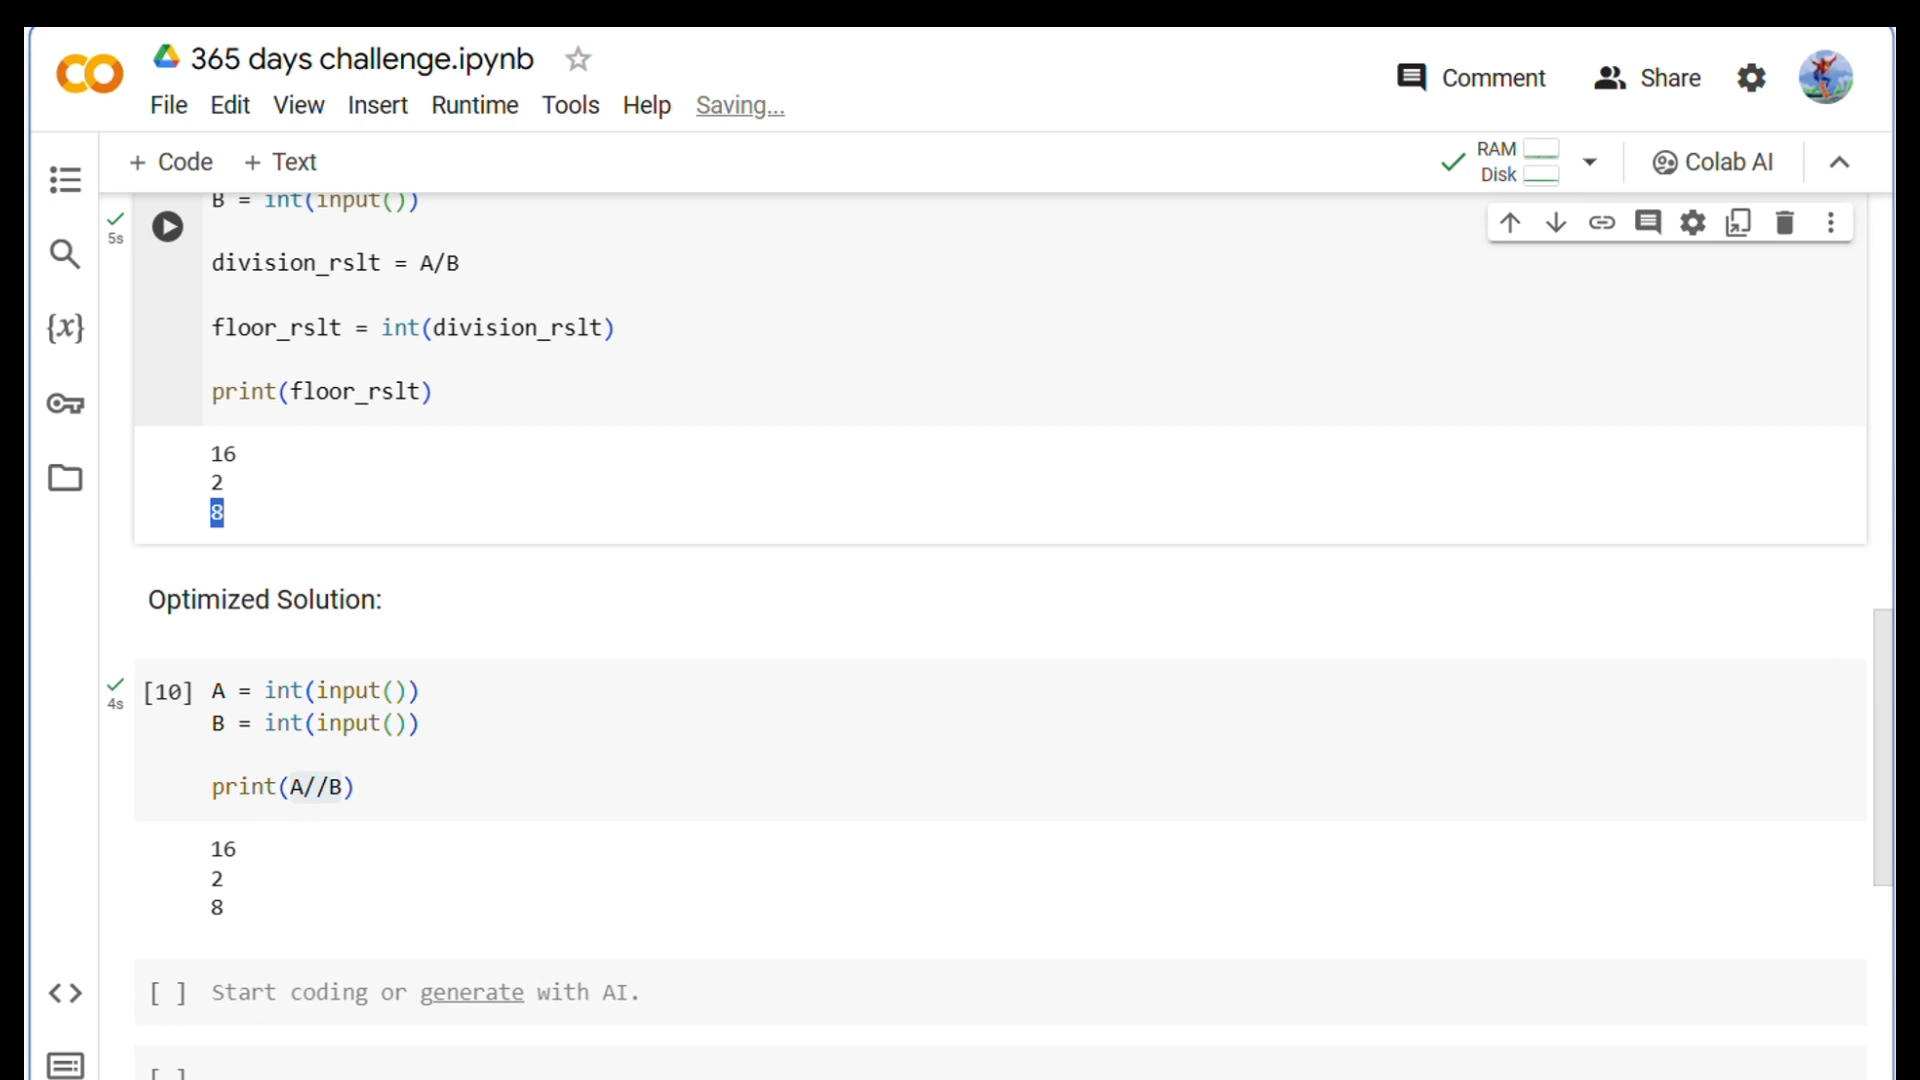 365 days challenge.ipynb
Comment
Share
File Edit View Insert Runtime Tools Help Saving...
+ Code + Text
RAM
Disk
Colab AI
B = int(input())
5s
division_rslt = A/B
{x}
floor_rslt = int(division_rslt)
print(floor_rslt)
16
2
8
Optimized Solution:
[10] A = int(input())
4s
B = int(input())
print(A//B)
16
2
8
[ ] Start coding or generate with AI.
[ ]